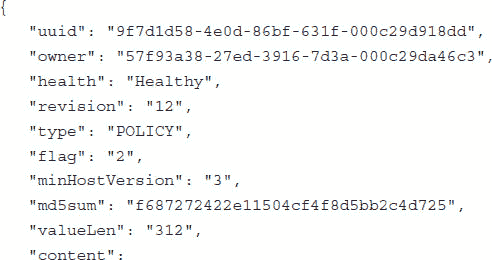 {
"uuid": "9f7d1d58-4e0d-86bf-631f-000c29d918dd",
"owner": "57f93a38-27ed-3916-7d3a-000c29da46c3",
"health": "Healthy",
"revision": "12",
"type": "POLICY",
"flag": "2",
"minHostVersion": "3",
"md5sum": "f687272422e11504cf4f8d5bb2c4d725",
"valueLen": "312",
"content":